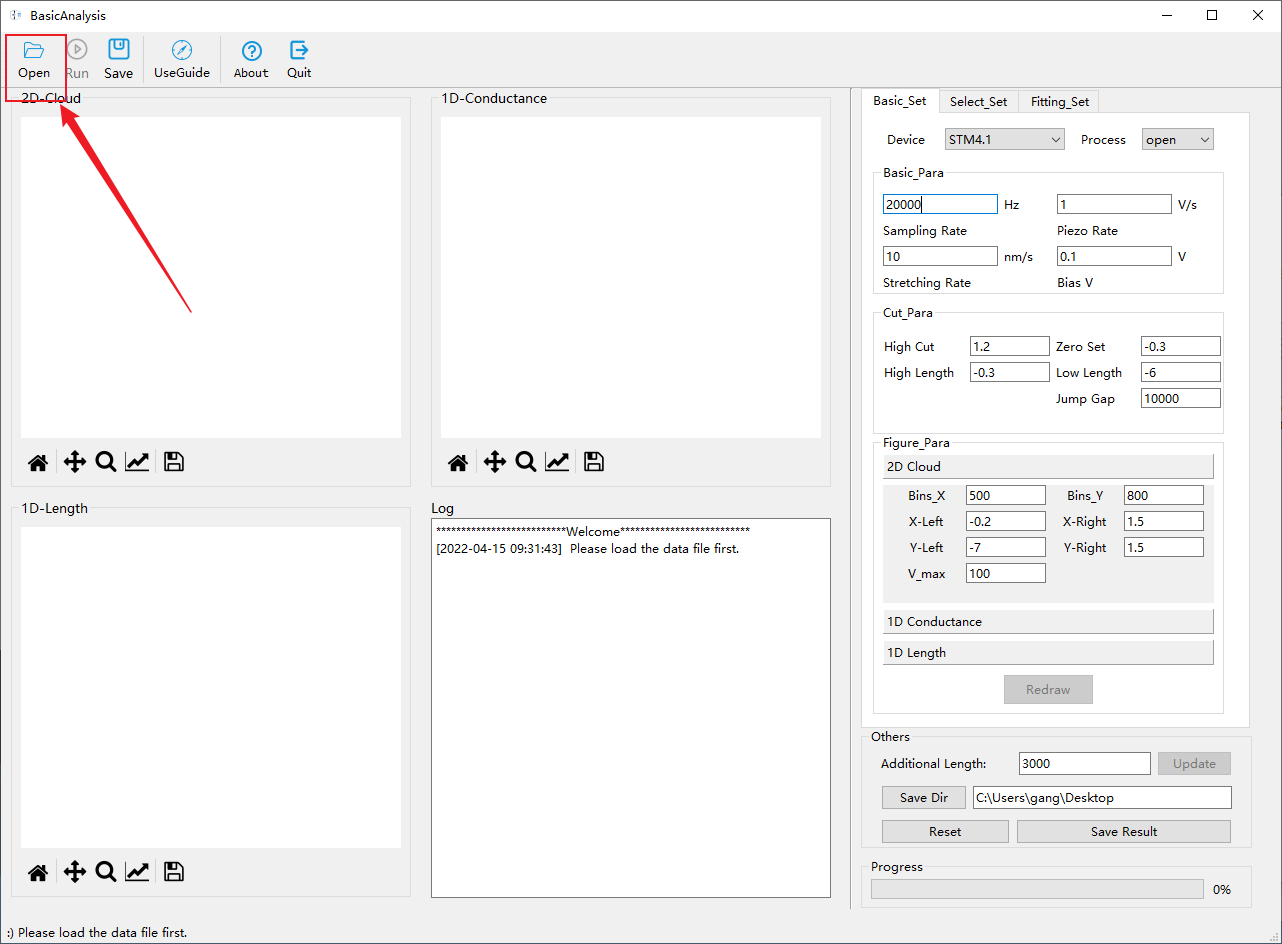 BasicAnalysis
Open Run Save UseGuide About Quit
2D-Cloud
1D-Conductance
1D-Length
Log
**************************Welcome**************************
[2022-04-15 09:31:43]  Please load the data file first.
Basic_Set Select_Set Fitting_Set
Device STM4.1 Process open
Basic_Para
20000 Hz 1 V/s
Sampling Rate Piezo Rate
10 nm/s 0.1 V
Stretching Rate Bias V
Cut_Para
High Cut 1.2 Zero Set -0.3
High Length -0.3 Low Length -6
Jump Gap 10000
Figure_Para
2D Cloud
Bins_X 500 Bins_Y 800
X-Left -0.2 X-Right 1.5
Y-Left -7 Y-Right 1.5
V_max 100
1D Conductance
1D Length
Redraw
Others
Additional Length: 3000 Update
Save Dir C:\Users\gang\Desktop
Reset Save Result
Progress
0%
:) Please load the data file first.